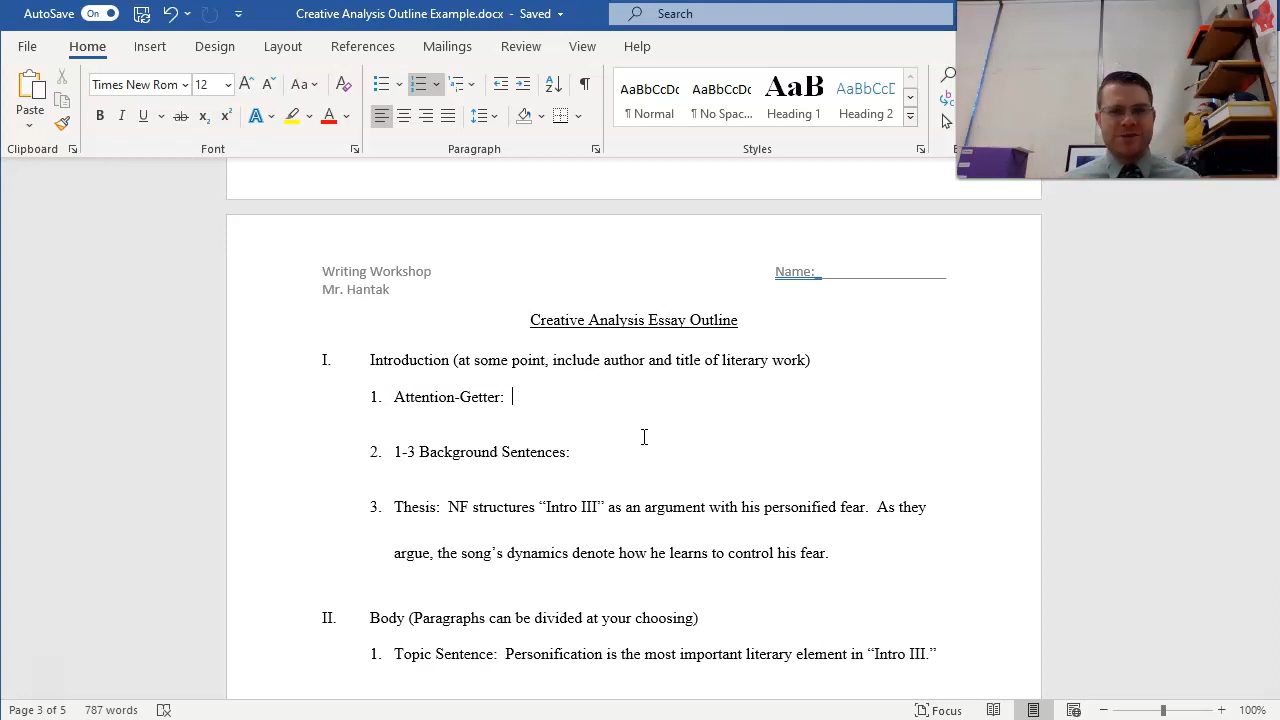 AutoSave On Creative Analysis Outline Example.docx - Saved Search
File Home Insert Design Layout References Mailings Review View Help
Times New Rom 12 Aa AaBbCcDc AaBbCcDc AaB AaBbCcD
Paste B I U ab x₂ x² A A ¶ Normal ¶ No Spac... Heading 1 Heading 2
Clipboard Font Paragraph Styles
Writing Workshop Name:
Mr. Hantak
Creative Analysis Essay Outline
I. Introduction (at some point, include author and title of literary work)
1. Attention-Getter:
2. 1-3 Background Sentences:
3. Thesis: NF structures “Intro III” as an argument with his personified fear. As they
argue, the song’s dynamics denote how he learns to control his fear.
II. Body (Paragraphs can be divided at your choosing)
1. Topic Sentence: Personification is the most important literary element in “Intro III.”
Page 3 of 5 787 words Focus 100%